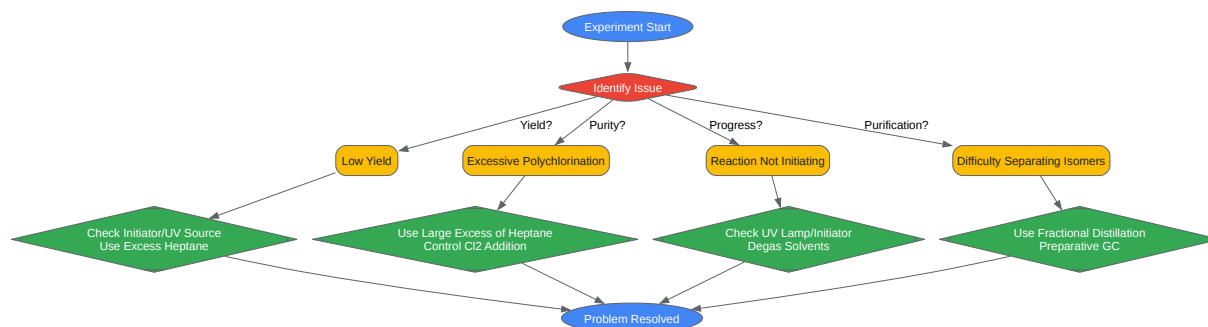 Experiment Start
Identify Issue
Yield?
Purity?
Progress?
Purification?
Low Yield
Excessive Polychlorination
Reaction Not Initiating
Difficulty Separating Isomers
Check Initiator/UV Source
Use Excess Heptane
Use Large Excess of Heptane
Control Cl2 Addition
Check UV Lamp/Initiator
Degas Solvents
Use Fractional Distillation
Preparative GC
Problem Resolved